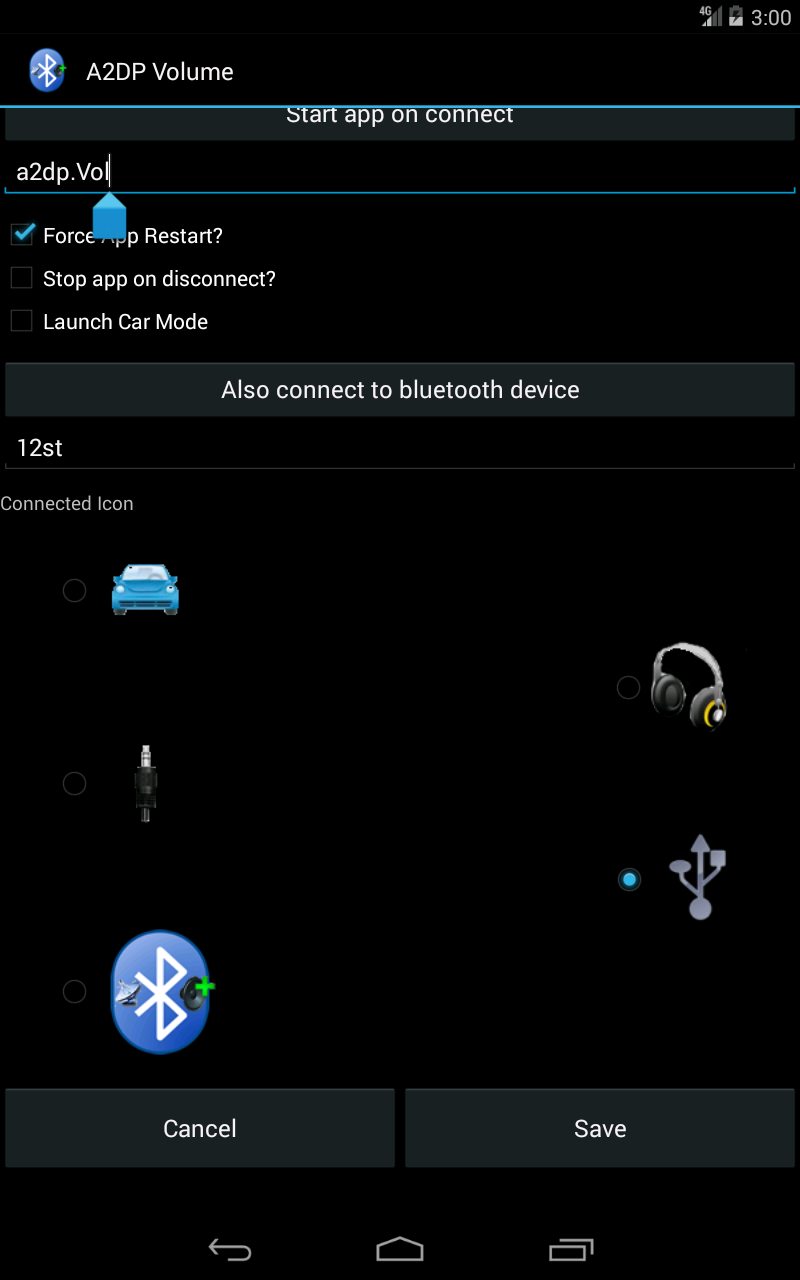 4G 3:00
A2DP Volume
Start app on connect
a2dp.Vol
Force App Restart?
Stop app on disconnect?
Launch Car Mode
Also connect to bluetooth device
12st
Connected Icon
Cancel Save